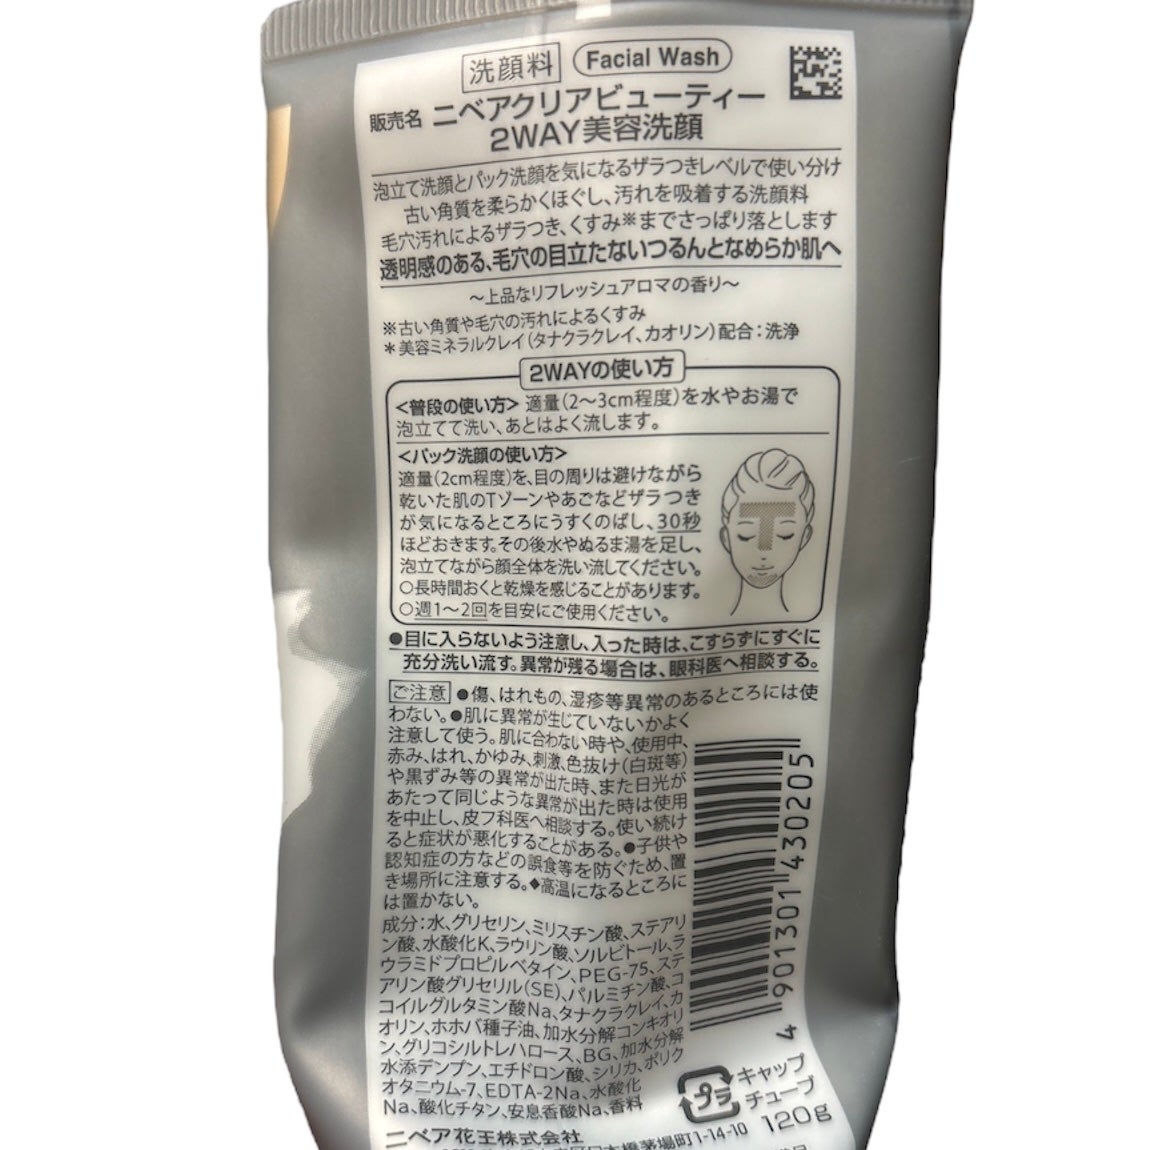 洗顔料 Facial Wash
販売名 ニベアクリアビューティー
2WAY美容洗顔
泡立て洗顔とパック洗顔を気になるザラつきレベルで使い分け
古い角質を柔らかくほぐし、汚れを吸着する洗顔料
毛穴汚れによるザラつき、くすみ※までさっぱり落とします
透明感のある、毛穴の目立たないつるんとなめらか肌へ
〜上品なリフレッシュアロマの香り〜
※古い角質や毛穴の汚れによるくすみ
＊美容ミネラルクレイ(タナクラクレイ、カオリン)配合：洗浄
2WAYの使い方
<普段の使い方> 適量(2〜3cm程度)を水やお湯で
泡立てて洗い、あとはよく流します。
<パック洗顔の使い方>
適量(2cm程度)を、目の周りは避けながら
乾いた肌のTゾーンやあごなどザラつき
が気になるところにうすくのばし、30秒
ほどおきます。その後水やぬるま湯を足し、
泡立てながら顔全体を洗い流してください。
○長時間おくと乾燥を感じることがあります。
○週1〜2回を目安にご使用ください。
●目に入らないよう注意し、入った時は、こすらずにすぐに
充分洗い流す。異常が残る場合は、眼科医へ相談する。
ご注意 ●傷、はれもの、湿疹等異常のあるところには使
わない。●肌に異常が生じていないかよく
注意して使う。肌に合わない時や、使用中、
赤み、はれ、かゆみ、刺激、色抜け(白斑等)
や黒ずみ等の異常が出た時、また日光が
あたって同じような異常が出た時は使用
を中止し、皮フ科医へ相談する。使い続け
ると症状が悪化することがある。●子供や
認知症の方などの誤食等を防ぐため、置
き場所に注意する。◆高温になるところに
は置かない。
成分：水、グリセリン、ミリスチン酸、ステアリ
ン酸、水酸化K、ラウリン酸、ソルビトール、ラ
ウラミドプロピルベタイン、PEG-75、ステ
アリン酸グリセリル(SE)、パルミチン酸、コ
コイルグルタミン酸Na、タナクラクレイ、カ
オリン、ホホバ種子油、加水分解コンキオリ
ン、グリコシルトレハロース、BG、加水分解
水添デンプン、エチドロン酸、シリカ、ポリク
オタニウム-7、EDTA-2Na、水酸化
Na、酸化チタン、安息香酸Na、香料
4 901301 430205
プラ キャップ
チューブ
120g
ニベア花王株式会社
日本橋茅場町1-14-10